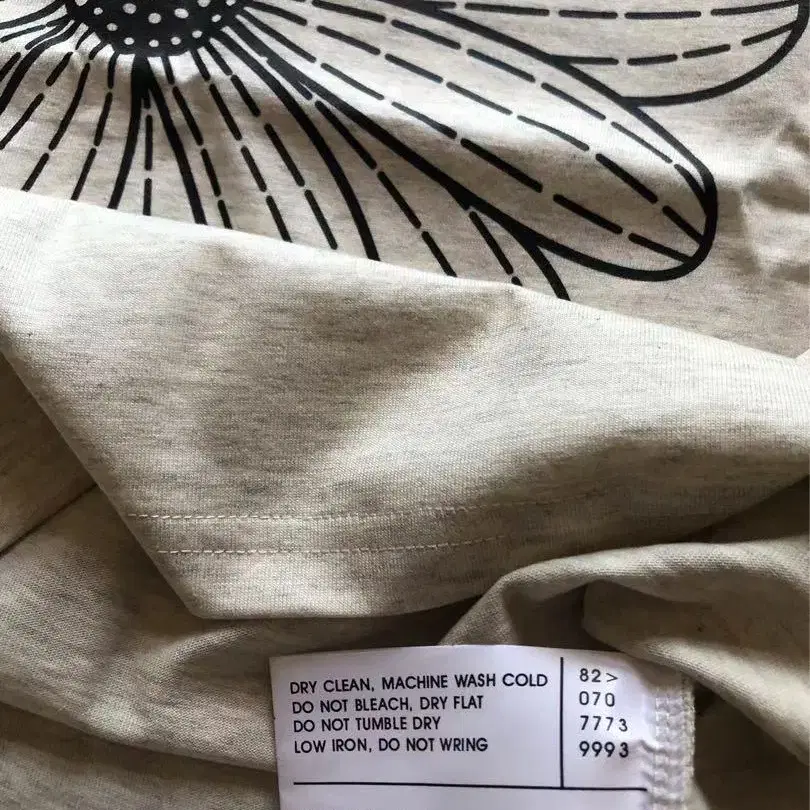 DRY CLEAN, MACHINE WASH COLD
DO NOT BLEACH, DRY FLAT
DO NOT TUMBLE DRY
LOW IRON, DO NOT WRING
82>
070
7773
9993